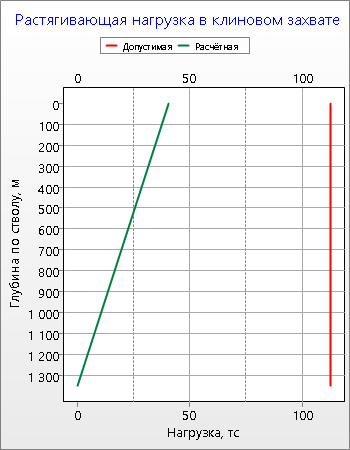 Растягивающая нагрузка в клиновом захвате
Допустимая Расчётная
0 50 100
0
100
200
300
400
500
600
700
800
900
1 000
1 100
1 200
1 300
Глубина по стволу, м
0 50 100
Нагрузка, тс